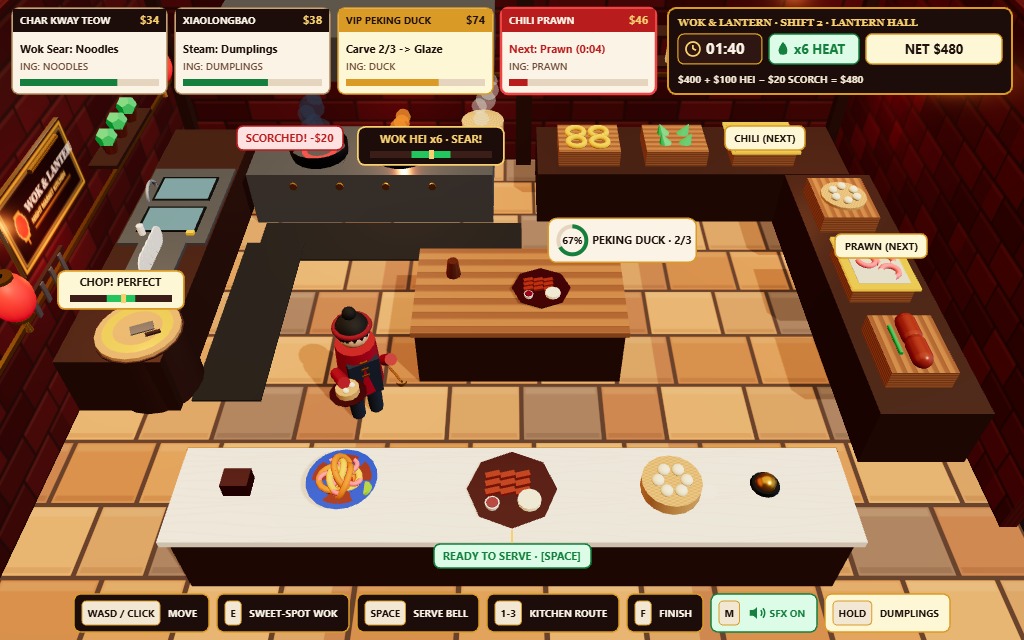 CHAR KWAY TEOW $34
Wok Sear: Noodles
ING: NOODLES
XIAOLONGBAO $38
Steam: Dumplings
ING: DUMPLINGS
VIP PEKING DUCK $74
Carve 2/3 -> Glaze
ING: DUCK
CHILI PRAWN $46
Next: Prawn (0:04)
ING: PRAWN
WOK & LANTERN · SHIFT 2 · LANTERN HALL
01:40
x6 HEAT
NET $480
$400 + $100 HEI − $20 SCORCH = $480
SCORCHED! -$20
WOK HEI x6 · SEAR!
CHILI (NEXT)
WOK & LANTERN
67% PEKING DUCK · 2/3
PRAWN (NEXT)
CHOP! PERFECT
READY TO SERVE · [SPACE]
WASD / CLICK MOVE
E SWEET-SPOT WOK
SPACE SERVE BELL
1-3 KITCHEN ROUTE
F FINISH
M SFX ON
HOLD DUMPLINGS